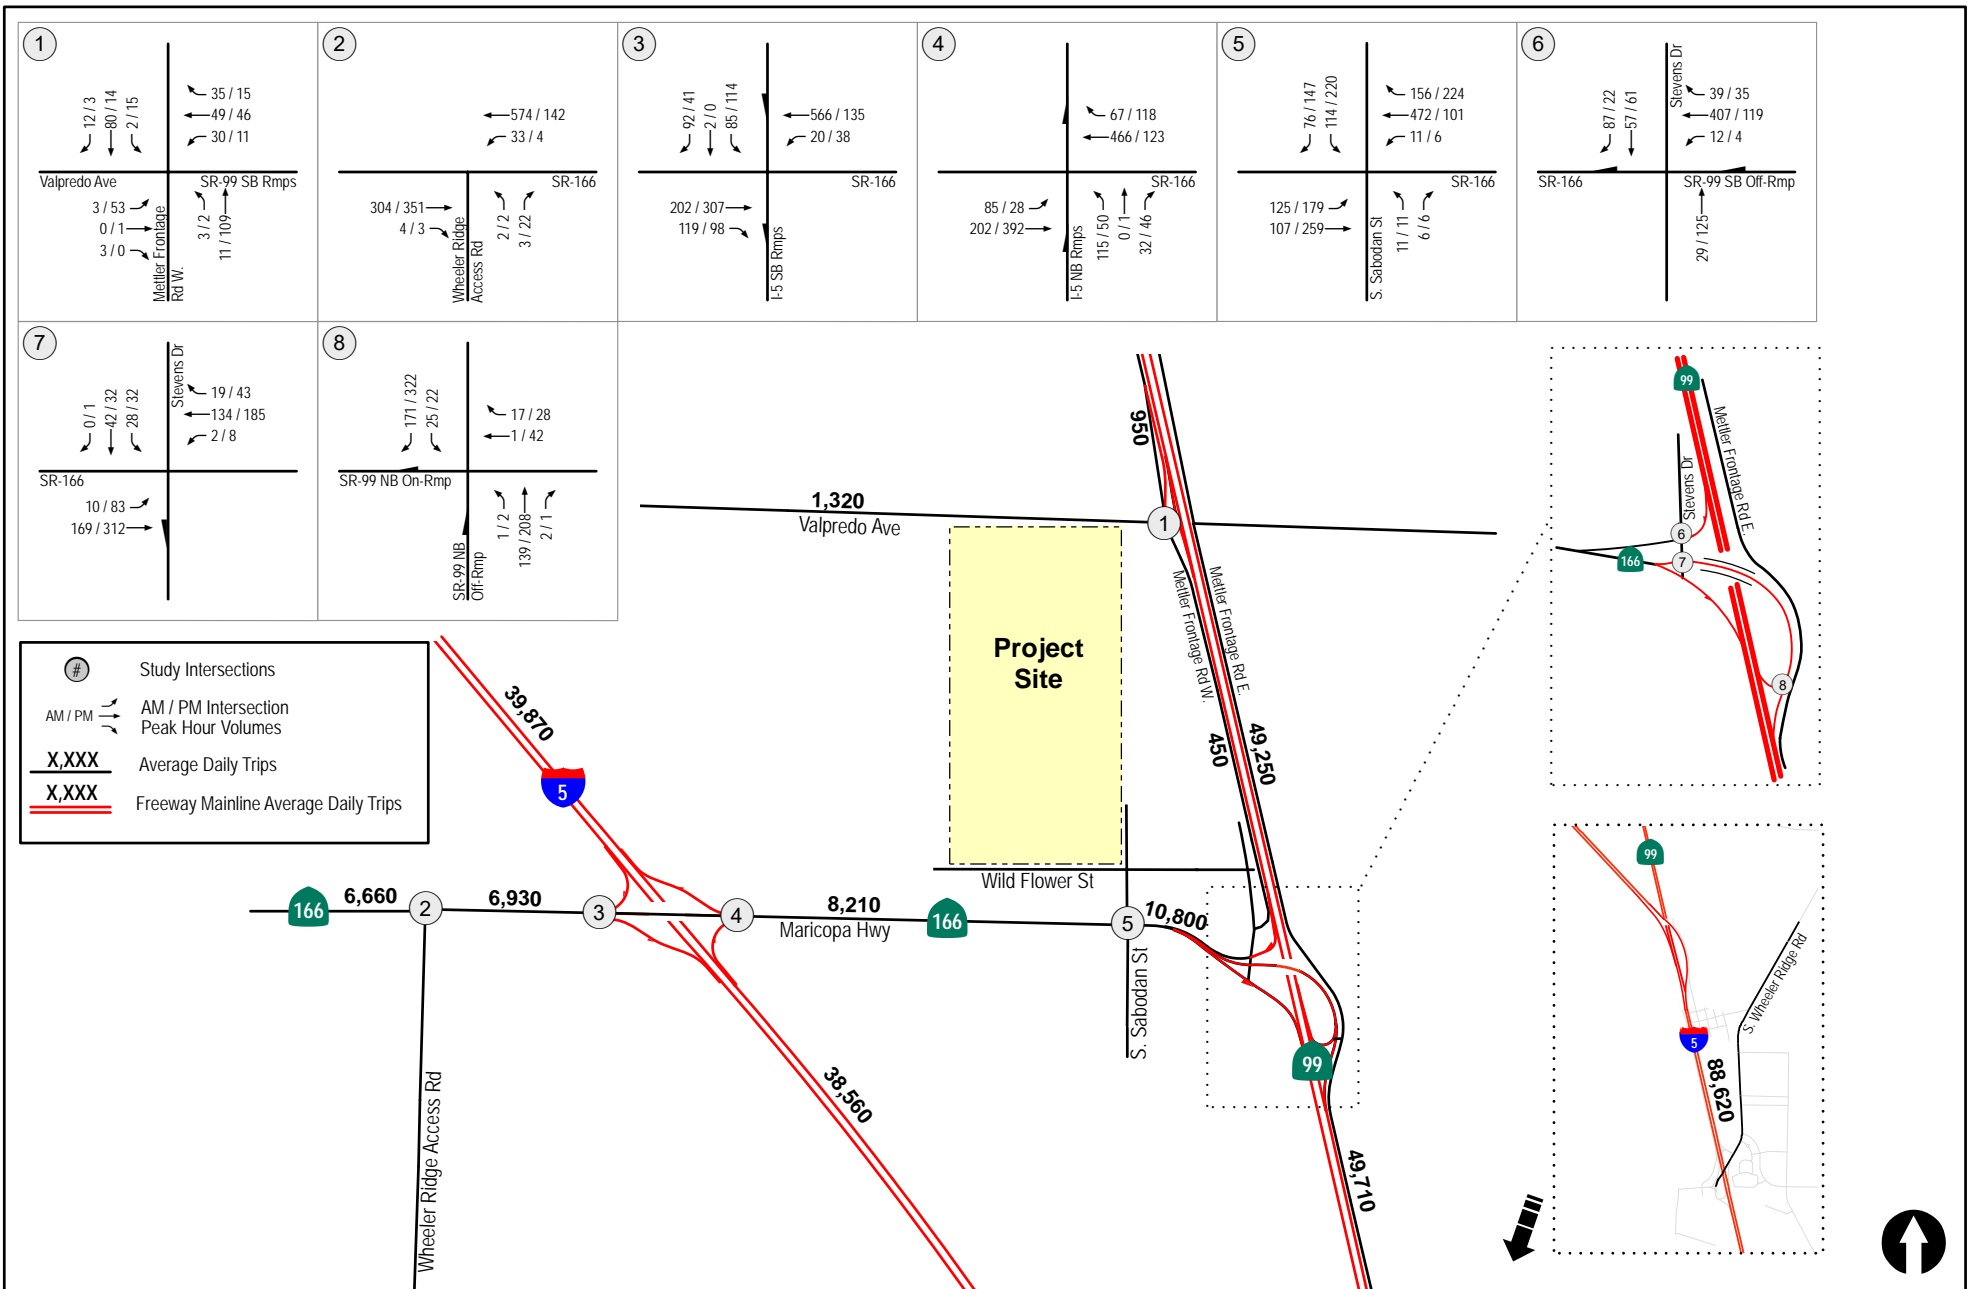 1
12 / 3
80 / 14
2 / 15
35 / 15
49 / 46
30 / 11
Valpredo Ave
SR-99 SB Rmps
3 / 53
0 / 1
3 / 0
Mettler Frontage
Rd W.
3 / 2
11 / 109
2
574 / 142
33 / 4
SR-166
304 / 351
4 / 3
Wheeler Ridge
Access Rd
2 / 2
3 / 22
3
92 / 41
2 / 0
85 / 114
566 / 135
20 / 38
SR-166
202 / 307
119 / 98
I-5 SB Rmps
4
67 / 118
466 / 123
SR-166
85 / 28
202 / 392
I-5 NB Rmps
115 / 50
0 / 1
32 / 46
5
76 / 147
114 / 220
156 / 224
472 / 101
11 / 6
SR-166
125 / 179
107 / 259
S. Sabodan St
11 / 11
6 / 6
6
87 / 22
57 / 61
Stevens Dr
39 / 35
407 / 119
12 / 4
SR-166
SR-99 SB Off-Rmp
29 / 125
7
0 / 1
42 / 32
28 / 32
Stevens Dr
19 / 43
134 / 185
2 / 8
SR-166
10 / 83
169 / 312
8
171 / 322
25 / 22
17 / 28
1 / 42
SR-99 NB On-Rmp
SR-99 NB
Off-Rmp
1 / 2
139 / 208
2 / 1
#
Study Intersections
AM / PM
AM / PM Intersection
Peak Hour Volumes
X,XXX
Average Daily Trips
X,XXX
Freeway Mainline Average Daily Trips
950
1,320
Valpredo Ave
1
Mettler Frontage Rd W.
Mettler Frontage Rd E.
Project
Site
450
49,250
39,870
5
Wild Flower St
166
6,660
2
6,930
3
4
8,210
Maricopa Hwy
166
5
10,800
S. Sabodan St
Wheeler Ridge Access Rd
38,560
99
49,710
99
Mettler Frontage Rd E.
Stevens Dr
6
166
7
8
99
S. Wheeler Ridge Rd
5
88,620